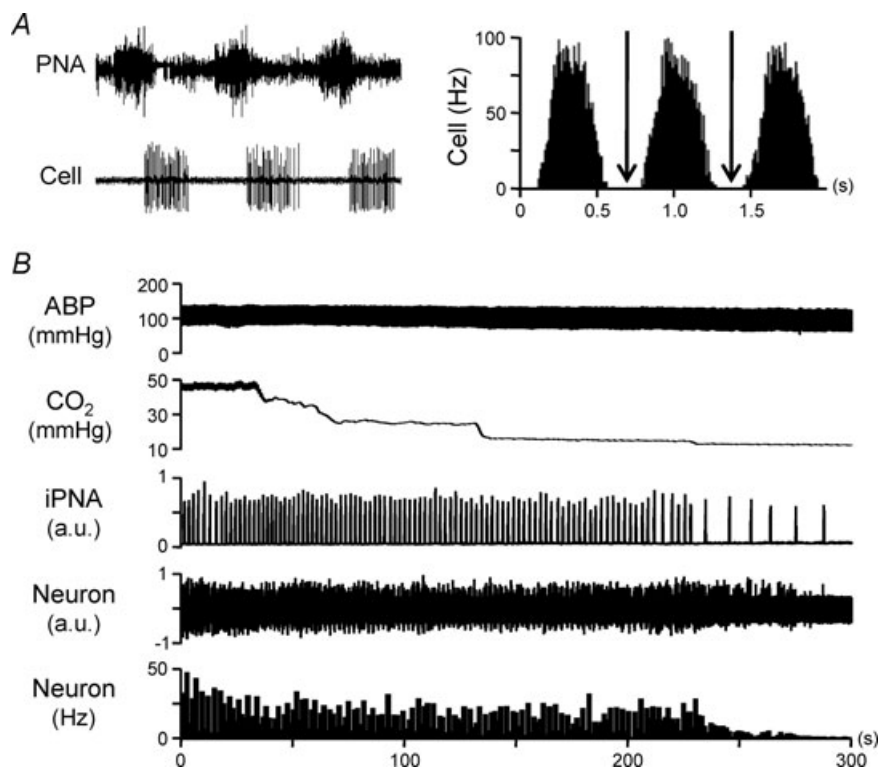 A
PNA
Cell
Cell (Hz)
100
50
0
0 0.5 1.0 1.5 (s)
B
ABP
(mmHg)
200
100
0
CO2
(mmHg)
50
30
10
iPNA
(a.u.)
1
0
Neuron
(a.u.)
1
-1
Neuron
(Hz)
50
0
0 100 200 300
(s)